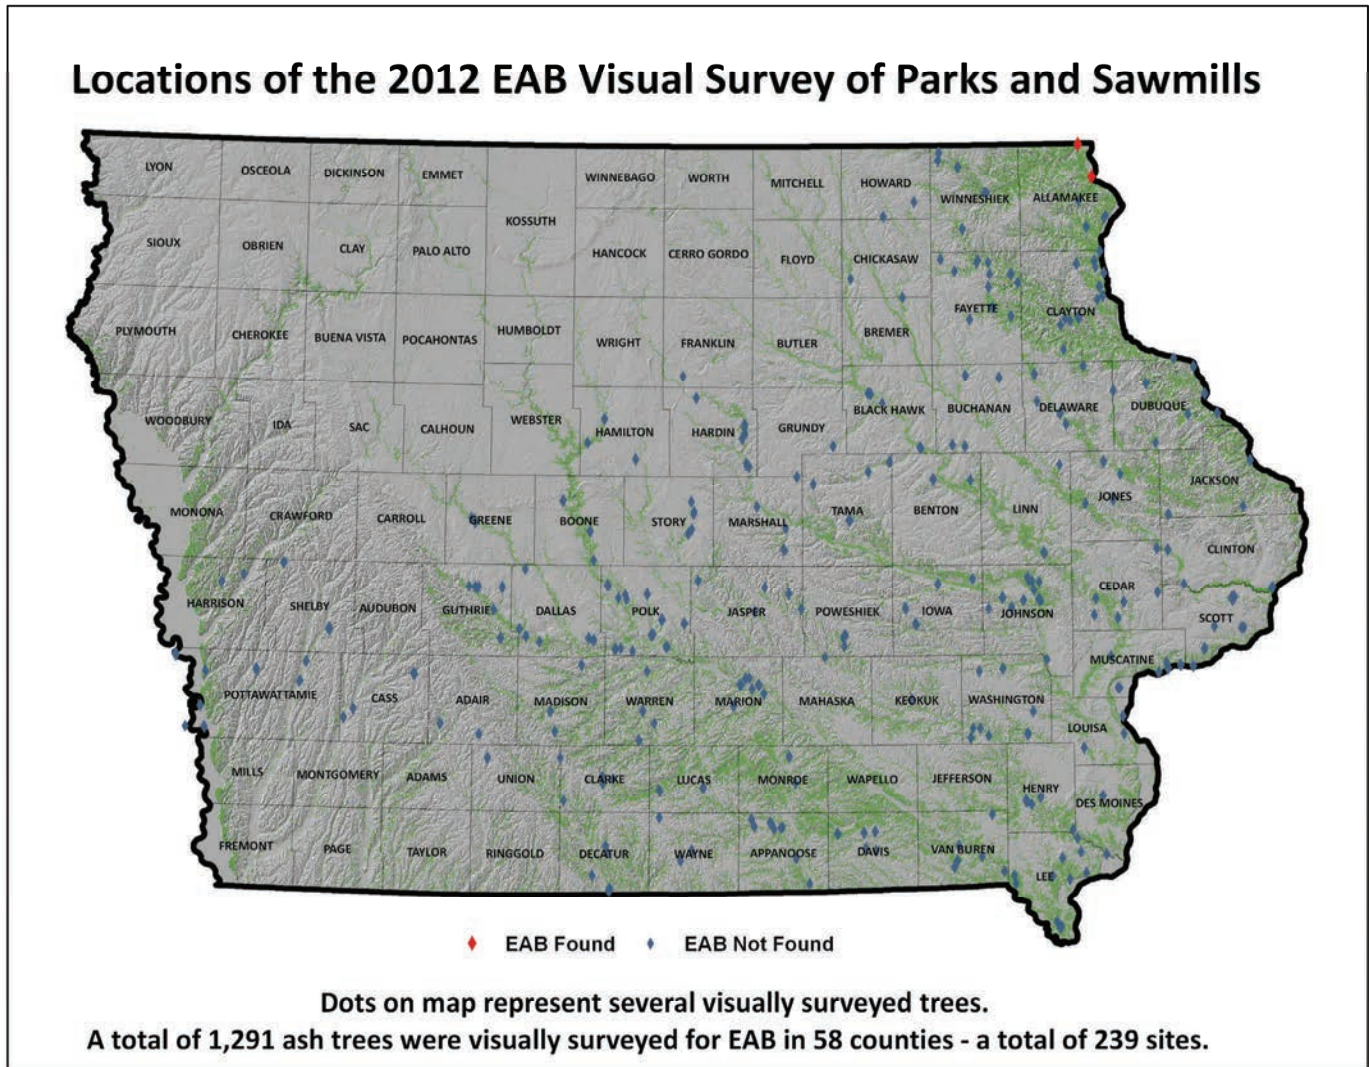 Locations of the 2012 EAB Visual Survey of Parks and Sawmills
LYON
OSCEOLA
DICKINSON
EMMET
KOSSUTH
WINNEBAGO
WORTH
MITCHELL
HOWARD
WINNESHIEK
ALLAMAKEE
SIOUX
OBRIEN
CLAY
PALO ALTO
HANCOCK
CERRO GORDO
FLOYD
CHICKASAW
PLYMOUTH
CHEROKEE
BUENA VISTA
POCAHONTAS
HUMBOLDT
WRIGHT
FRANKLIN
BUTLER
BREMER
FAYETTE
CLAYTON
WOODBURY
IDA
SAC
CALHOUN
WEBSTER
HAMILTON
HARDIN
GRUNDY
BLACK HAWK
BUCHANAN
DELAWARE
DUBUQUE
MONONA
CRAWFORD
CARROLL
GREENE
BOONE
STORY
MARSHALL
TAMA
BENTON
LINN
JONES
JACKSON
CLINTON
HARRISON
SHELBY
AUDUBON
GUTHRIE
DALLAS
POLK
JASPER
POWESHIEK
IOWA
JOHNSON
CEDAR
SCOTT
MUSCATINE
POTTAWATTAMIE
CASS
ADAIR
MADISON
WARREN
MARION
MAHASKA
KEOKUK
WASHINGTON
LOUISA
MILLS
MONTGOMERY
ADAMS
UNION
CLARKE
LUCAS
MONROE
WAPELLO
JEFFERSON
HENRY
DES MOINES
FREMONT
PAGE
TAYLOR
RINGGOLD
DECATUR
WAYNE
APPANOOSE
DAVIS
VAN BUREN
LEE
EAB Found EAB Not Found
Dots on map represent several visually surveyed trees.
A total of 1,291 ash trees were visually surveyed for EAB in 58 counties - a total of 239 sites.